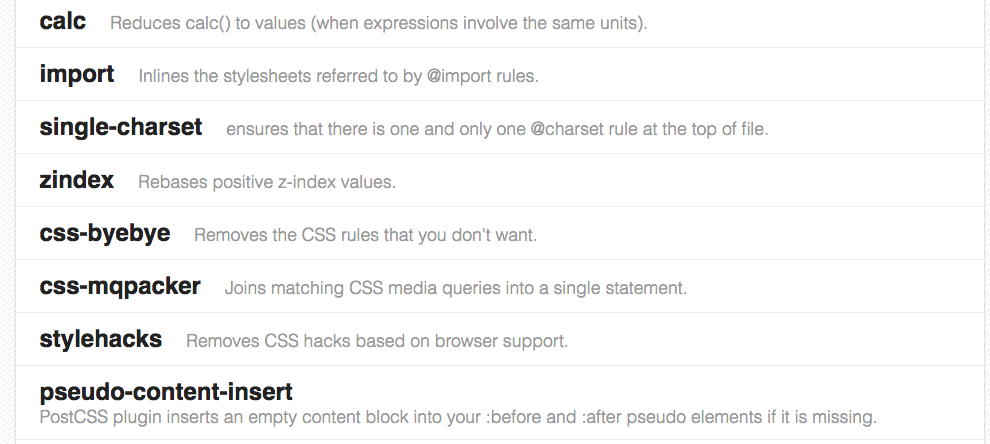 calc Reduces calc() to values (when expressions involve the same units).
import Inlines the stylesheets referred to by @import rules.
single-charset ensures that there is one and only one @charset rule at the top of file.
zindex Rebases positive z-index values.
css-byebye Removes the CSS rules that you don't want.
css-mqpacker Joins matching CSS media queries into a single statement.
stylehacks Removes CSS hacks based on browser support.
pseudo-content-insert
PostCSS plugin inserts an empty content block into your :before and :after pseudo elements if it is missing.